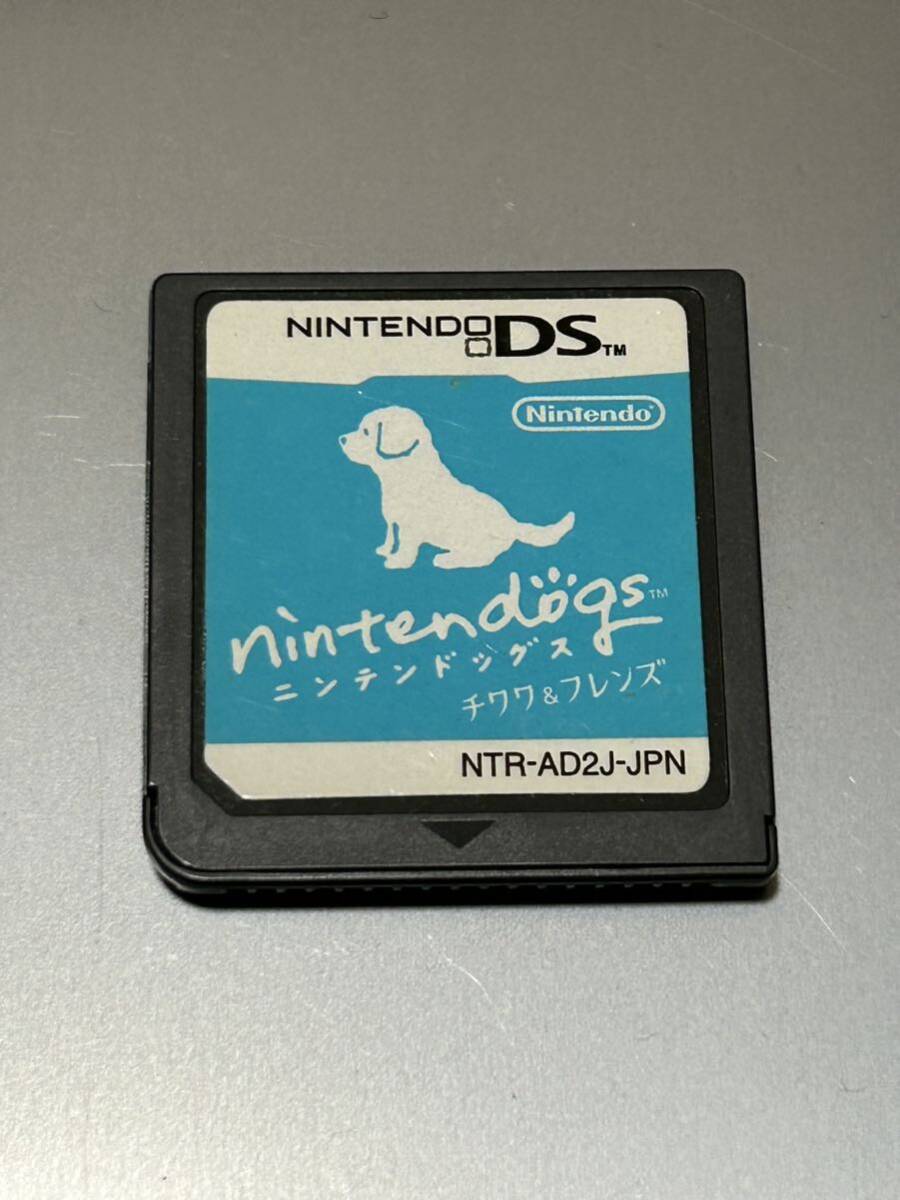 NINTENDO DS™
Nintendo®
nintendogs™
ニンテンドッグス
チワワ&フレンズ
NTR-AD2J-JPN